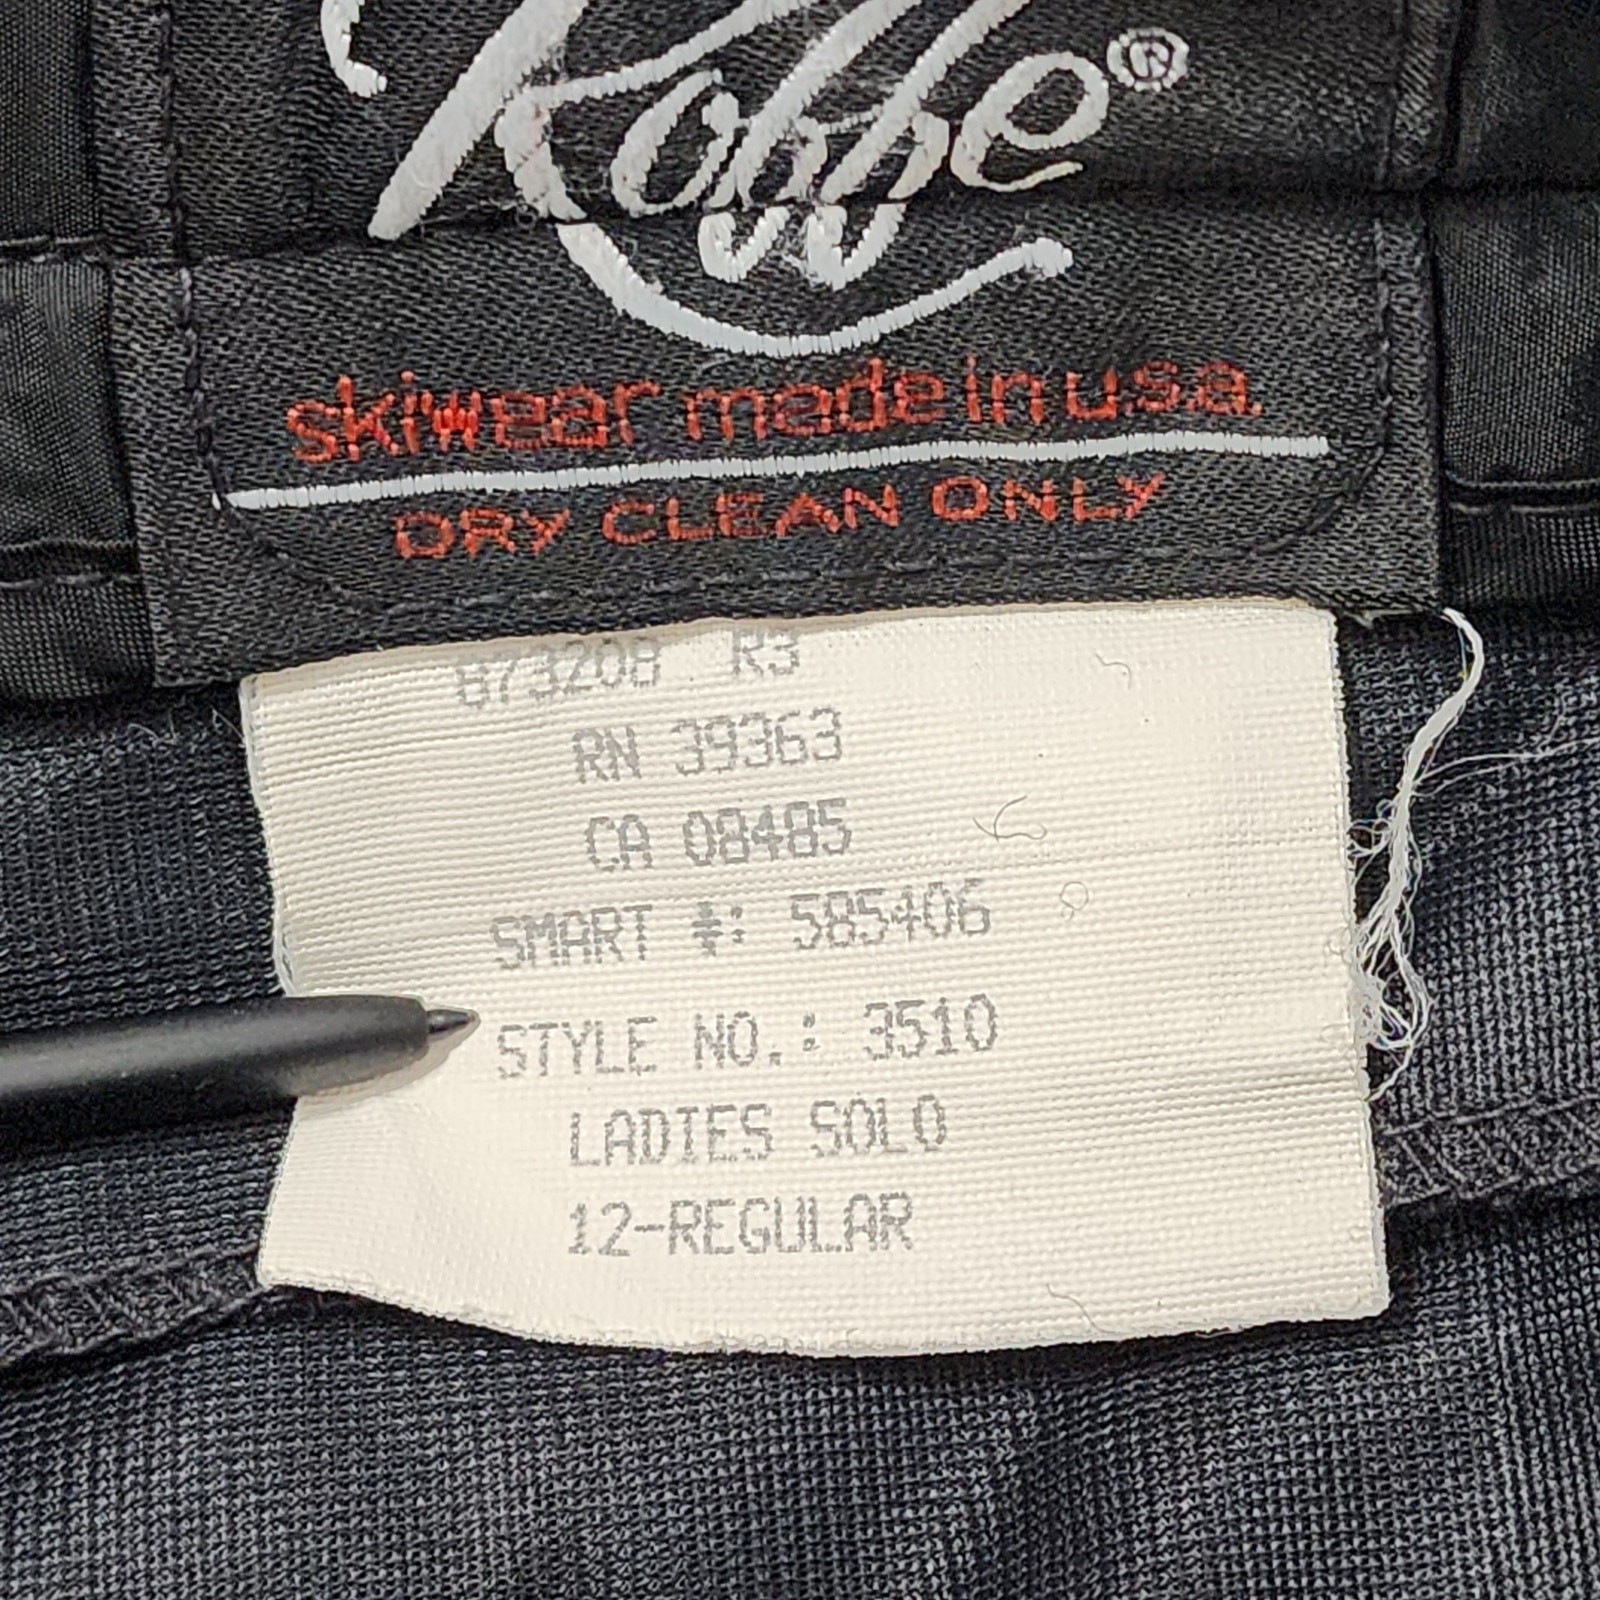 Roffe®
skiwear made in u.s.a.
DRY CLEAN ONLY
873208 R3
RN 39363
CA 08485
SMART #: 585406
STYLE NO.: 3510
LADIES SOLO
12-REGULAR